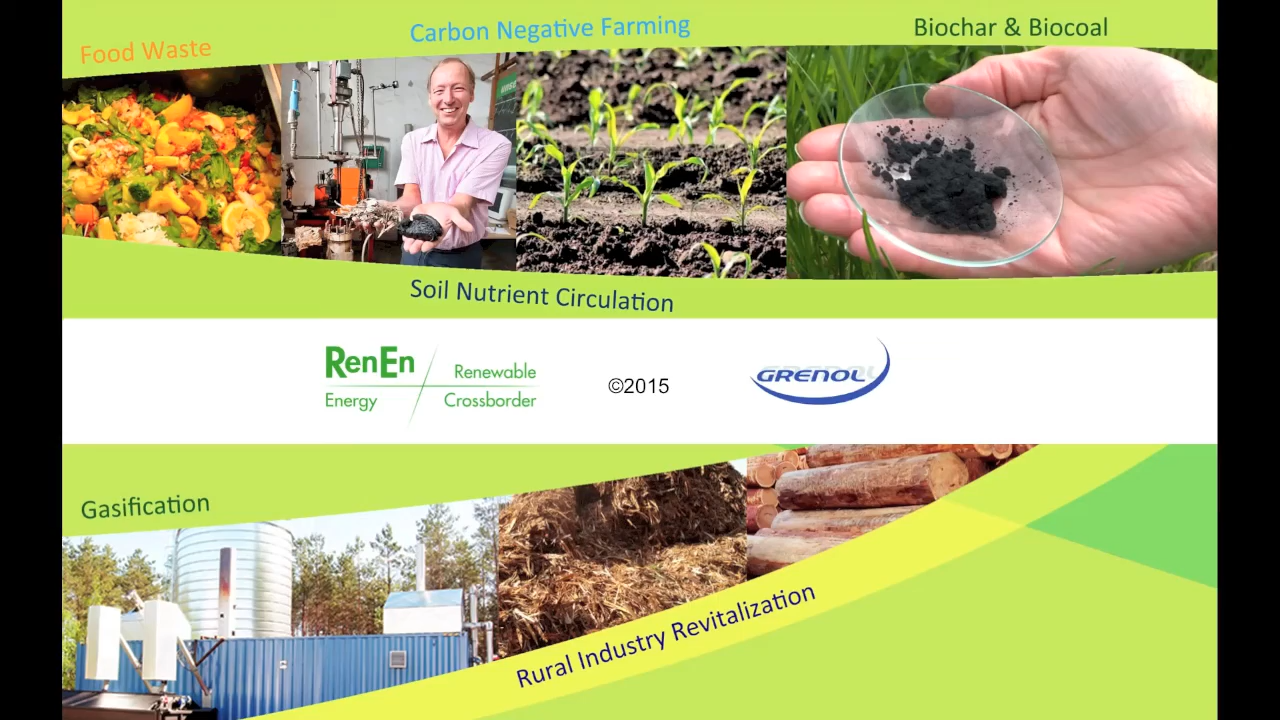 Food Waste
Carbon Negative Farming
Biochar & Biocoal
Soil Nutrient Circulation
RenEn
Renewable
Energy
Crossborder
©2015
GRENOL
Gasification
Rural Industry Revitalization